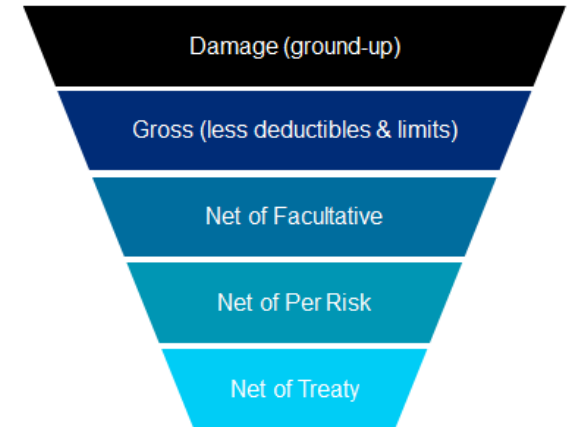 Damage (ground-up)
Gross (less deductibles & limits)
Net of Facultative
Net of Per Risk
Net of Treaty